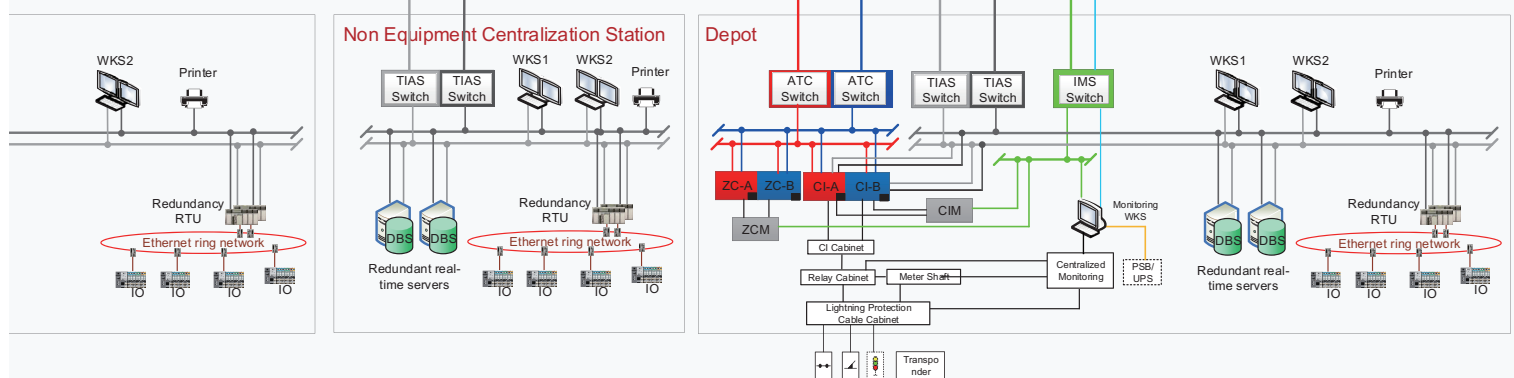 WKS2
Printer
Redundancy
RTU
Ethernet ring network
IO
IO
IO
IO
Non Equipment Centralization Station
TIAS
Switch
TIAS
Switch
WKS1
WKS2
Printer
DBS
DBS
Redundant real-
time servers
Redundancy
RTU
Ethernet ring network
IO
IO
IO
IO
Depot
ATC
Switch
ATC
Switch
TIAS
Switch
TIAS
Switch
IMS
Switch
ZC-A
ZC-B
CI-A
CI-B
ZCM
CIM
CI Cabinet
Relay Cabinet
Meter Shaft
Lightning Protection
Cable Cabinet
Centralized
Monitoring
Monitoring
WKS
PSB/
UPS
Transpo
nder
WKS1
WKS2
Printer
DBS
DBS
Redundant real-
time servers
Redundancy
RTU
Ethernet ring network
IO
IO
IO
IO